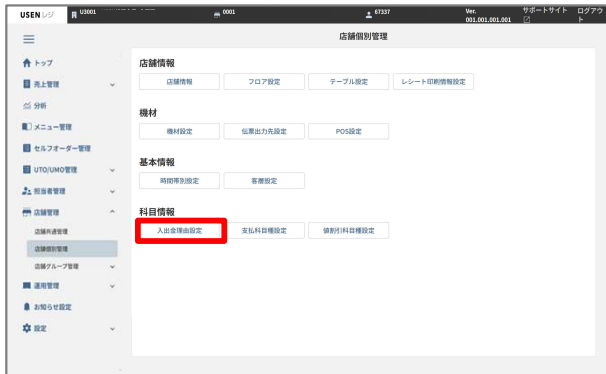 USEN レジ U3001 0001 67337 Ver. 001.001.001.001 サポートサイト ログアウト
店舗個別管理
トップ
売上管理
分析
メニュー管理
セルフオーダー管理
UTO/UMO管理
担当者管理
店舗管理
店舗共通管理
店舗個別管理
店舗グループ管理
運用管理
お知らせ設定
設定
店舗情報
店舗情報 フロア設定 テーブル設定 レシート印刷情報設定
機材
機材設定 伝票出力先設定 POS設定
基本情報
時間帯別設定 客層設定
科目情報
入出金理由設定 支払科目種設定 値割引科目種設定